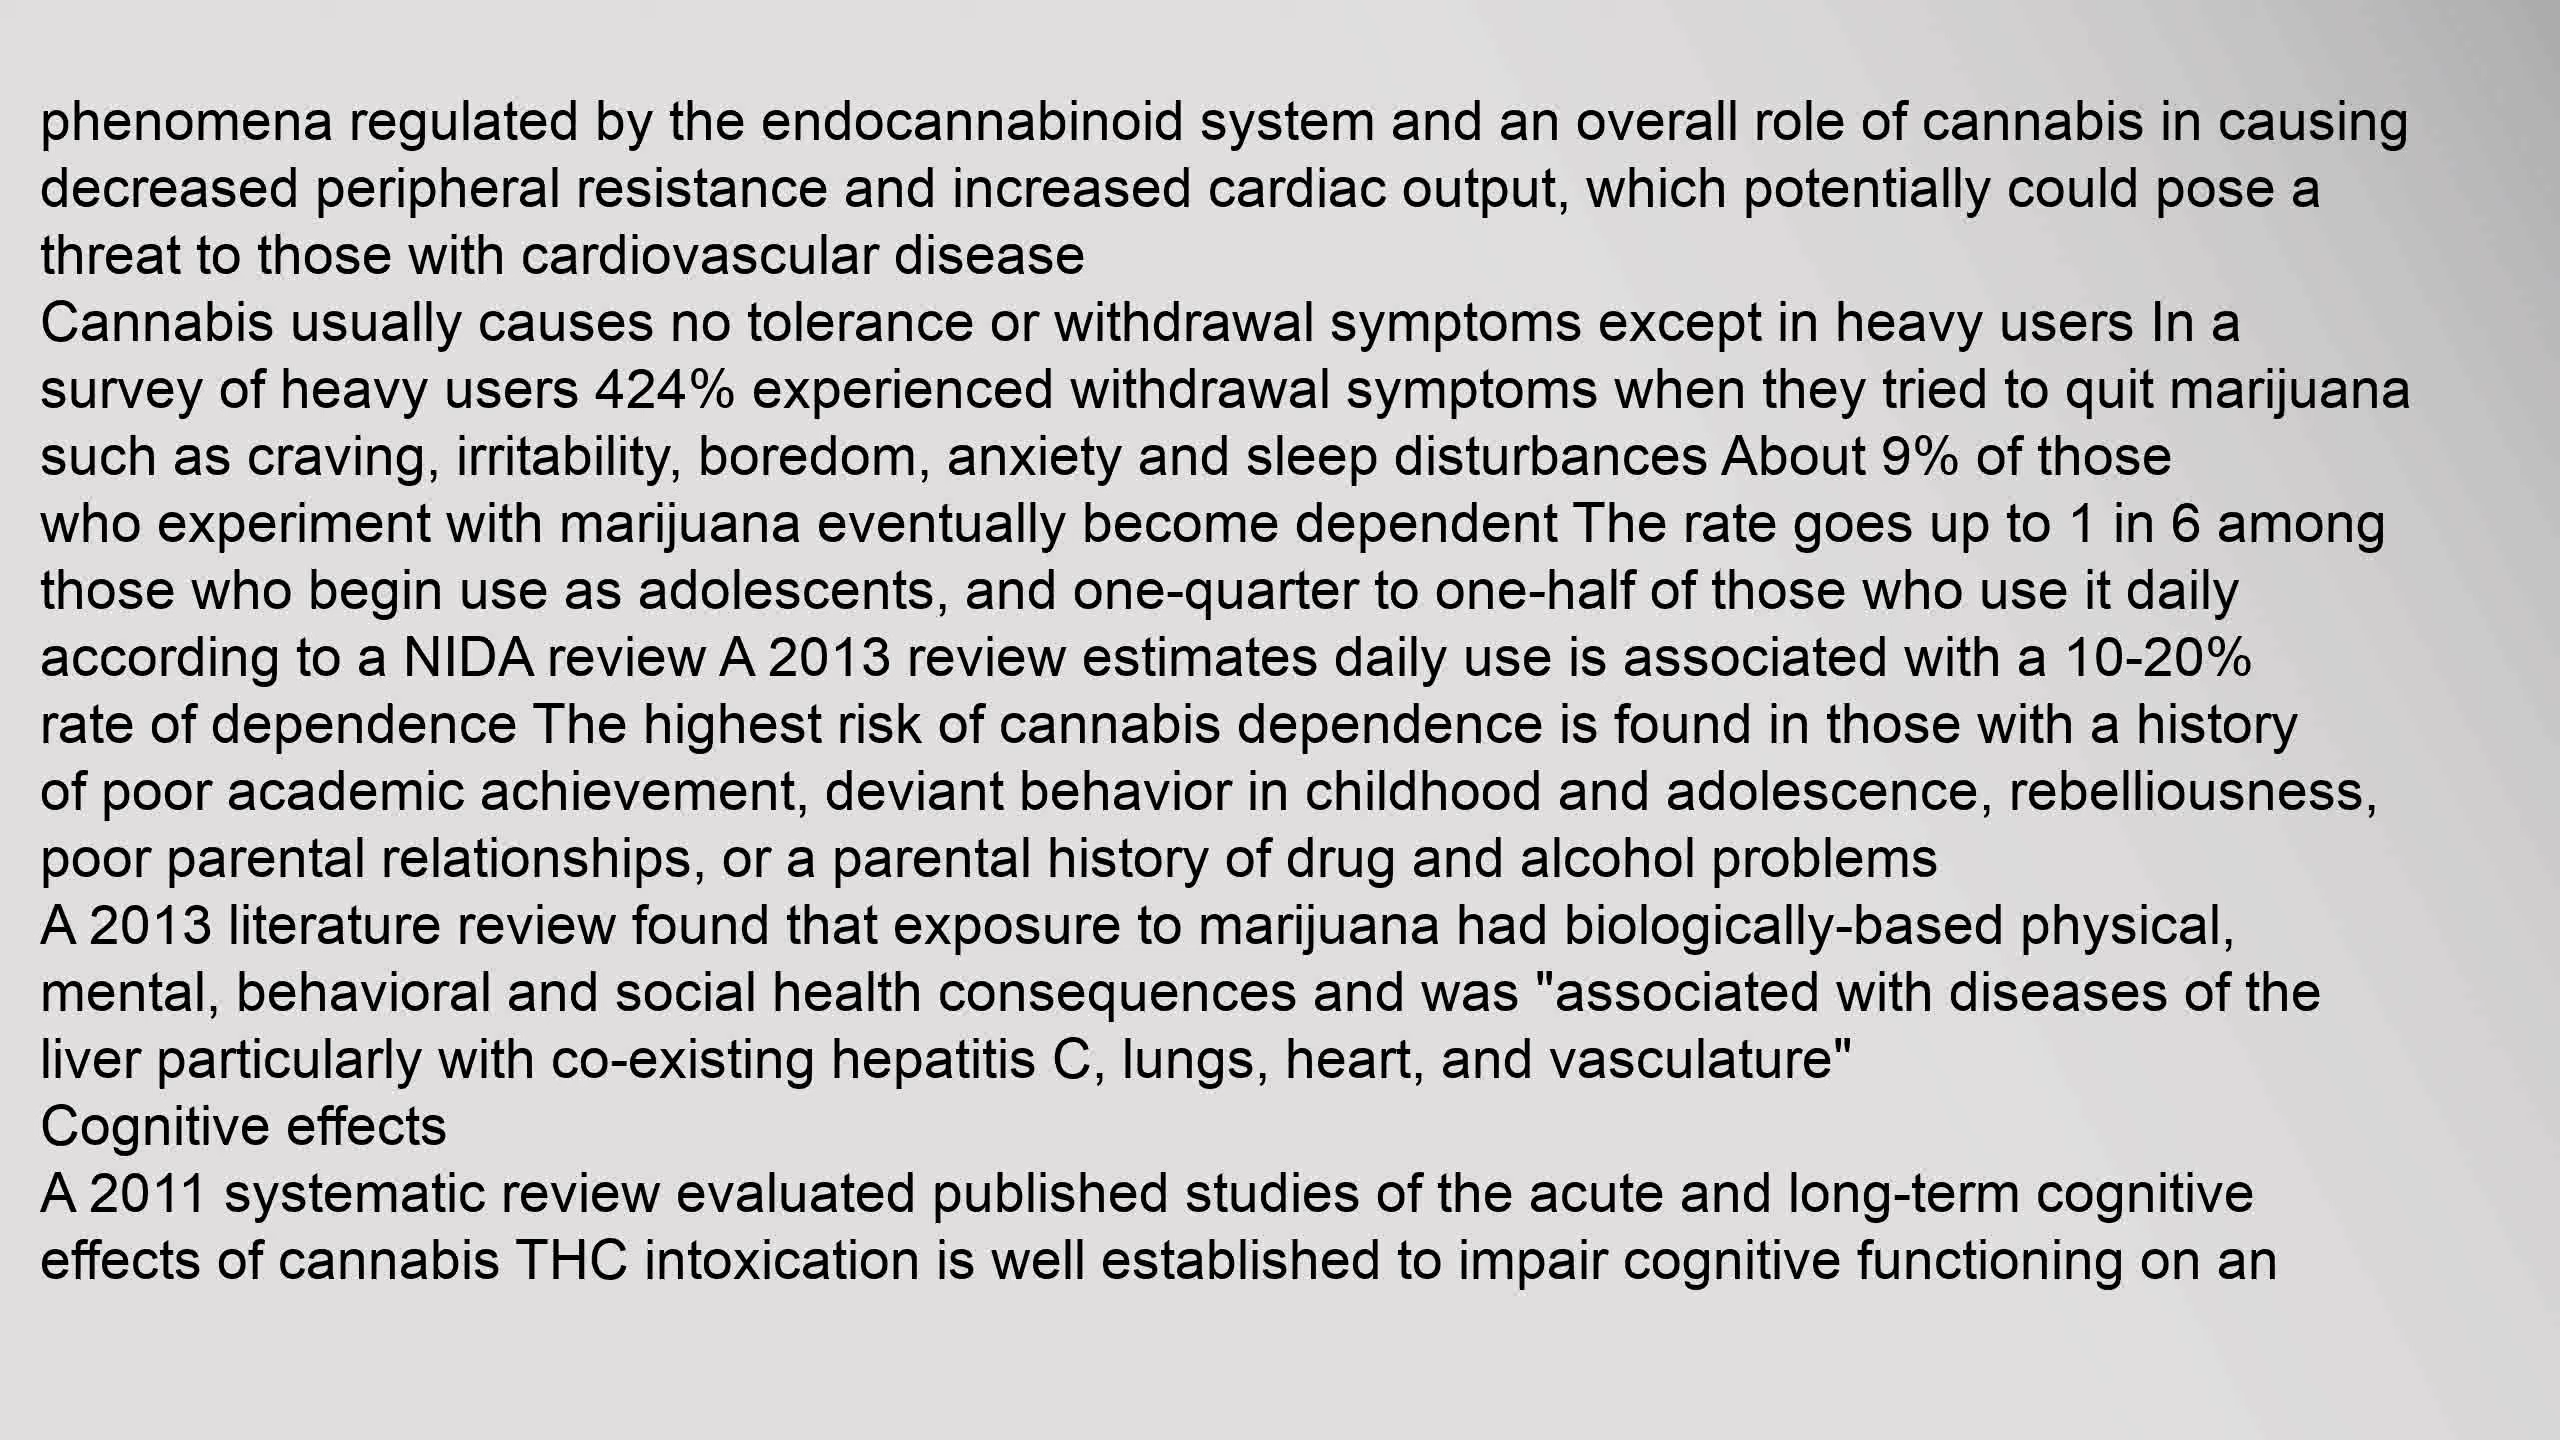 phenomena regulated by the endocannabinoid system and an overall role of cannabis in causing
decreased peripheral resistance and increased cardiac output, which potentially could pose a
threat to those with cardiovascular disease
Cannabis usually causes no tolerance or withdrawal symptoms except in heavy users In a
survey of heavy users 424% experienced withdrawal symptoms when they tried to quit marijuana
such as craving, irritability, boredom, anxiety and sleep disturbances About 9% of those
who experiment with marijuana eventually become dependent The rate goes up to 1 in 6 among
those who begin use as adolescents, and one-quarter to one-half of those who use it daily
according to a NIDA review A 2013 review estimates daily use is associated with a 10-20%
rate of dependence The highest risk of cannabis dependence is found in those with a history
of poor academic achievement, deviant behavior in childhood and adolescence, rebelliousness,
poor parental relationships, or a parental history of drug and alcohol problems
A 2013 literature review found that exposure to marijuana had biologically-based physical,
mental, behavioral and social health consequences and was "associated with diseases of the
liver particularly with co-existing hepatitis C, lungs, heart, and vasculature"
Cognitive effects
A 2011 systematic review evaluated published studies of the acute and long-term cognitive
effects of cannabis THC intoxication is well established to impair cognitive functioning on an